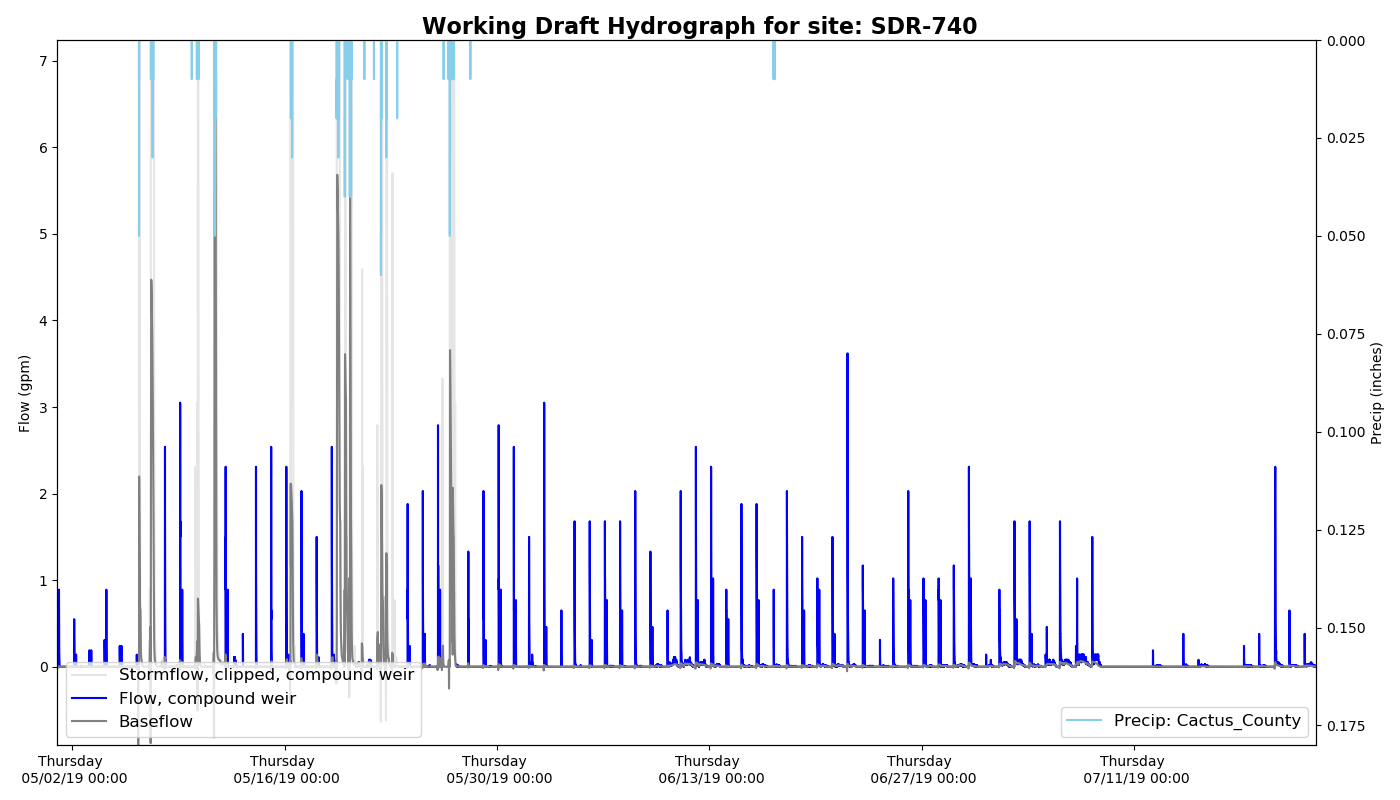 Working Draft Hydrograph for site: SDR-740
7
6
5
4
3
2
1
0
Flow (gpm)
0.000
0.025
0.050
0.075
0.100
0.125
0.150
0.175
Precip (inches)
Stormflow, clipped, compound weir
Flow, compound weir
Baseflow
Precip: Cactus_County
Thursday
05/02/19 00:00
Thursday
05/16/19 00:00
Thursday
05/30/19 00:00
Thursday
06/13/19 00:00
Thursday
06/27/19 00:00
Thursday
07/11/19 00:00